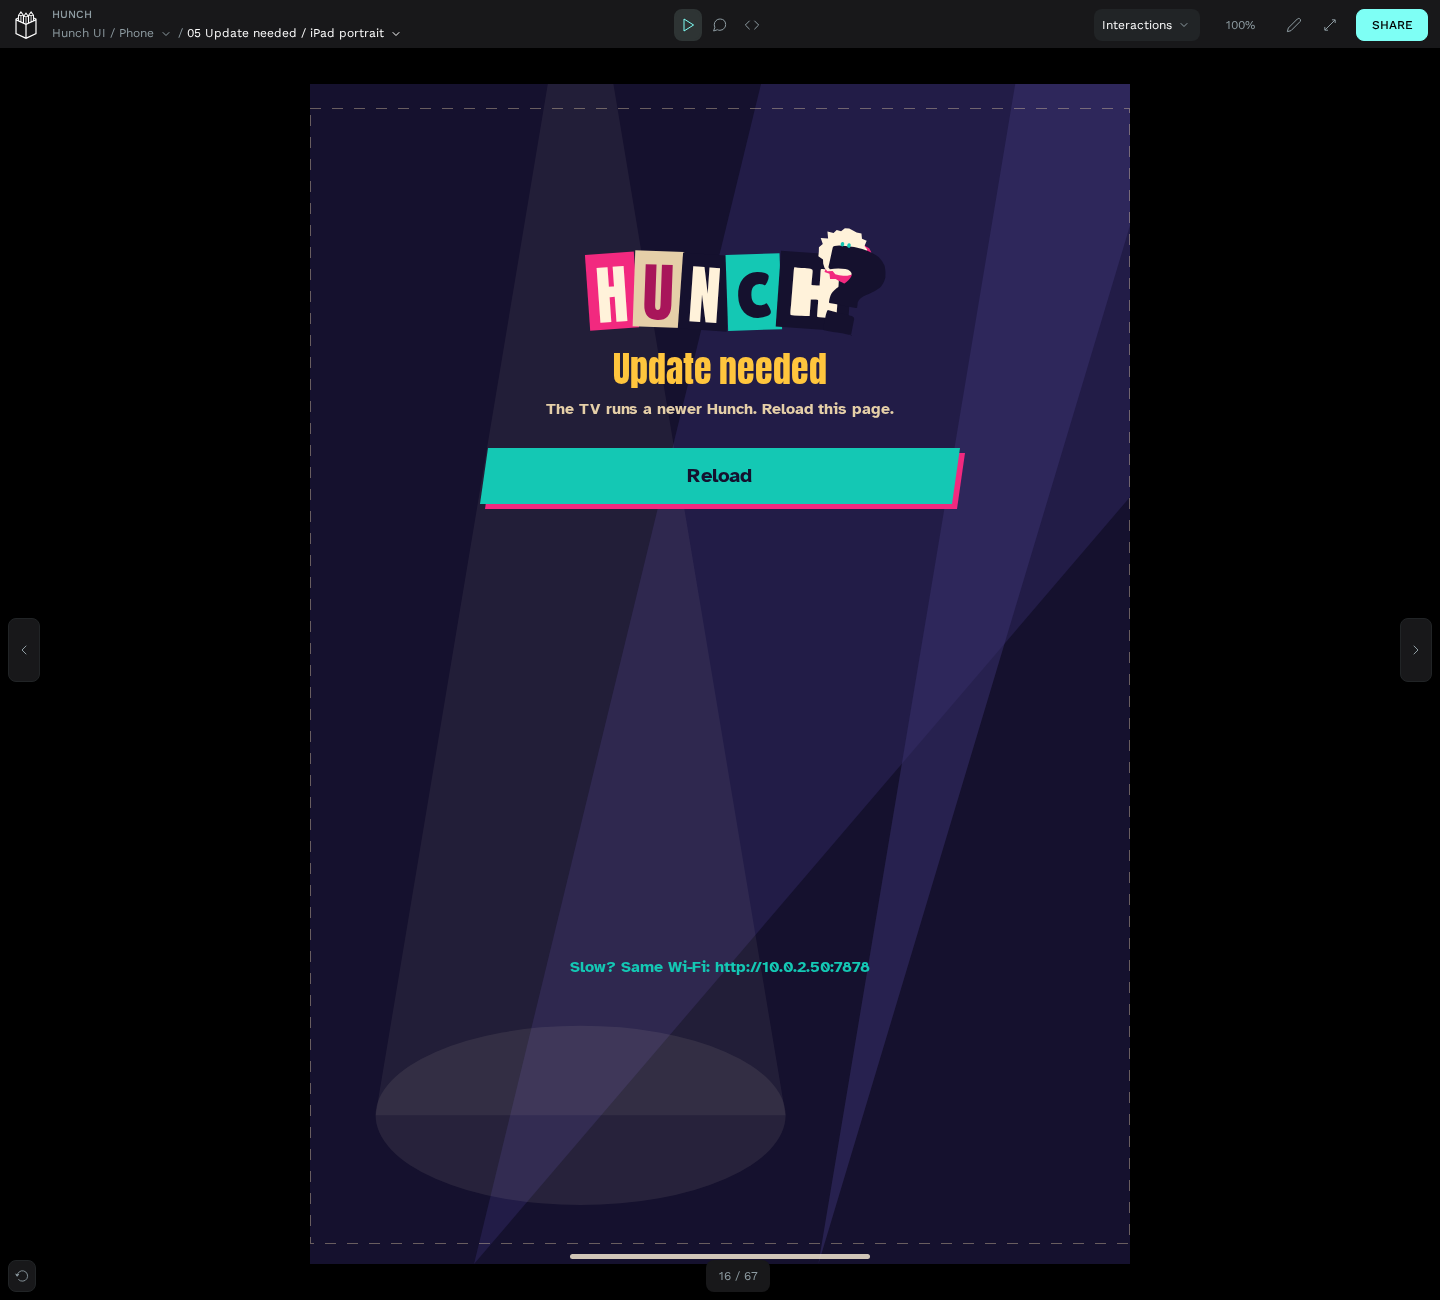 HUNCH
Hunch UI / Phone / 05 Update needed / iPad portrait
Interactions
100%
SHARE
HUNCH?
Update needed
The TV runs a newer Hunch. Reload this page.
Reload
Slow? Same Wi-Fi: http://10.0.2.50:7878
16 / 67